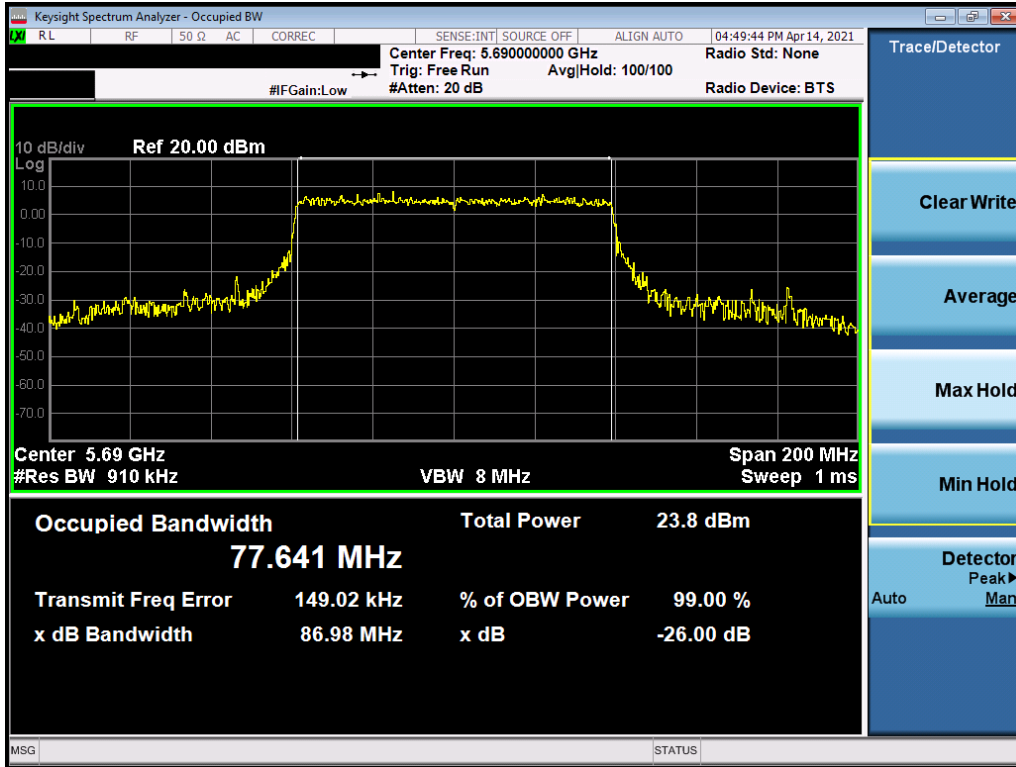 Keysight Spectrum Analyzer - Occupied BW
LXI RL RF 50 Ω AC CORREC SENSE:INT SOURCE OFF ALIGN AUTO 04:49:44 PM Apr 14, 2021
Center Freq: 5.690000000 GHz Radio Std: None
Trig: Free Run Avg|Hold: 100/100
#IFGain:Low #Atten: 20 dB Radio Device: BTS
10 dB/div Ref 20.00 dBm
Log
10.0
0.00
-10.0
-20.0
-30.0
-40.0
-50.0
-60.0
-70.0
Center 5.69 GHz Span 200 MHz
#Res BW 910 kHz VBW 8 MHz Sweep 1 ms
Occupied Bandwidth Total Power 23.8 dBm
77.641 MHz
Transmit Freq Error 149.02 kHz % of OBW Power 99.00 %
x dB Bandwidth 86.98 MHz x dB -26.00 dB
MSG STATUS
Trace/Detector
Clear Write
Average
Max Hold
Min Hold
Detector
Peak▶
Auto Man